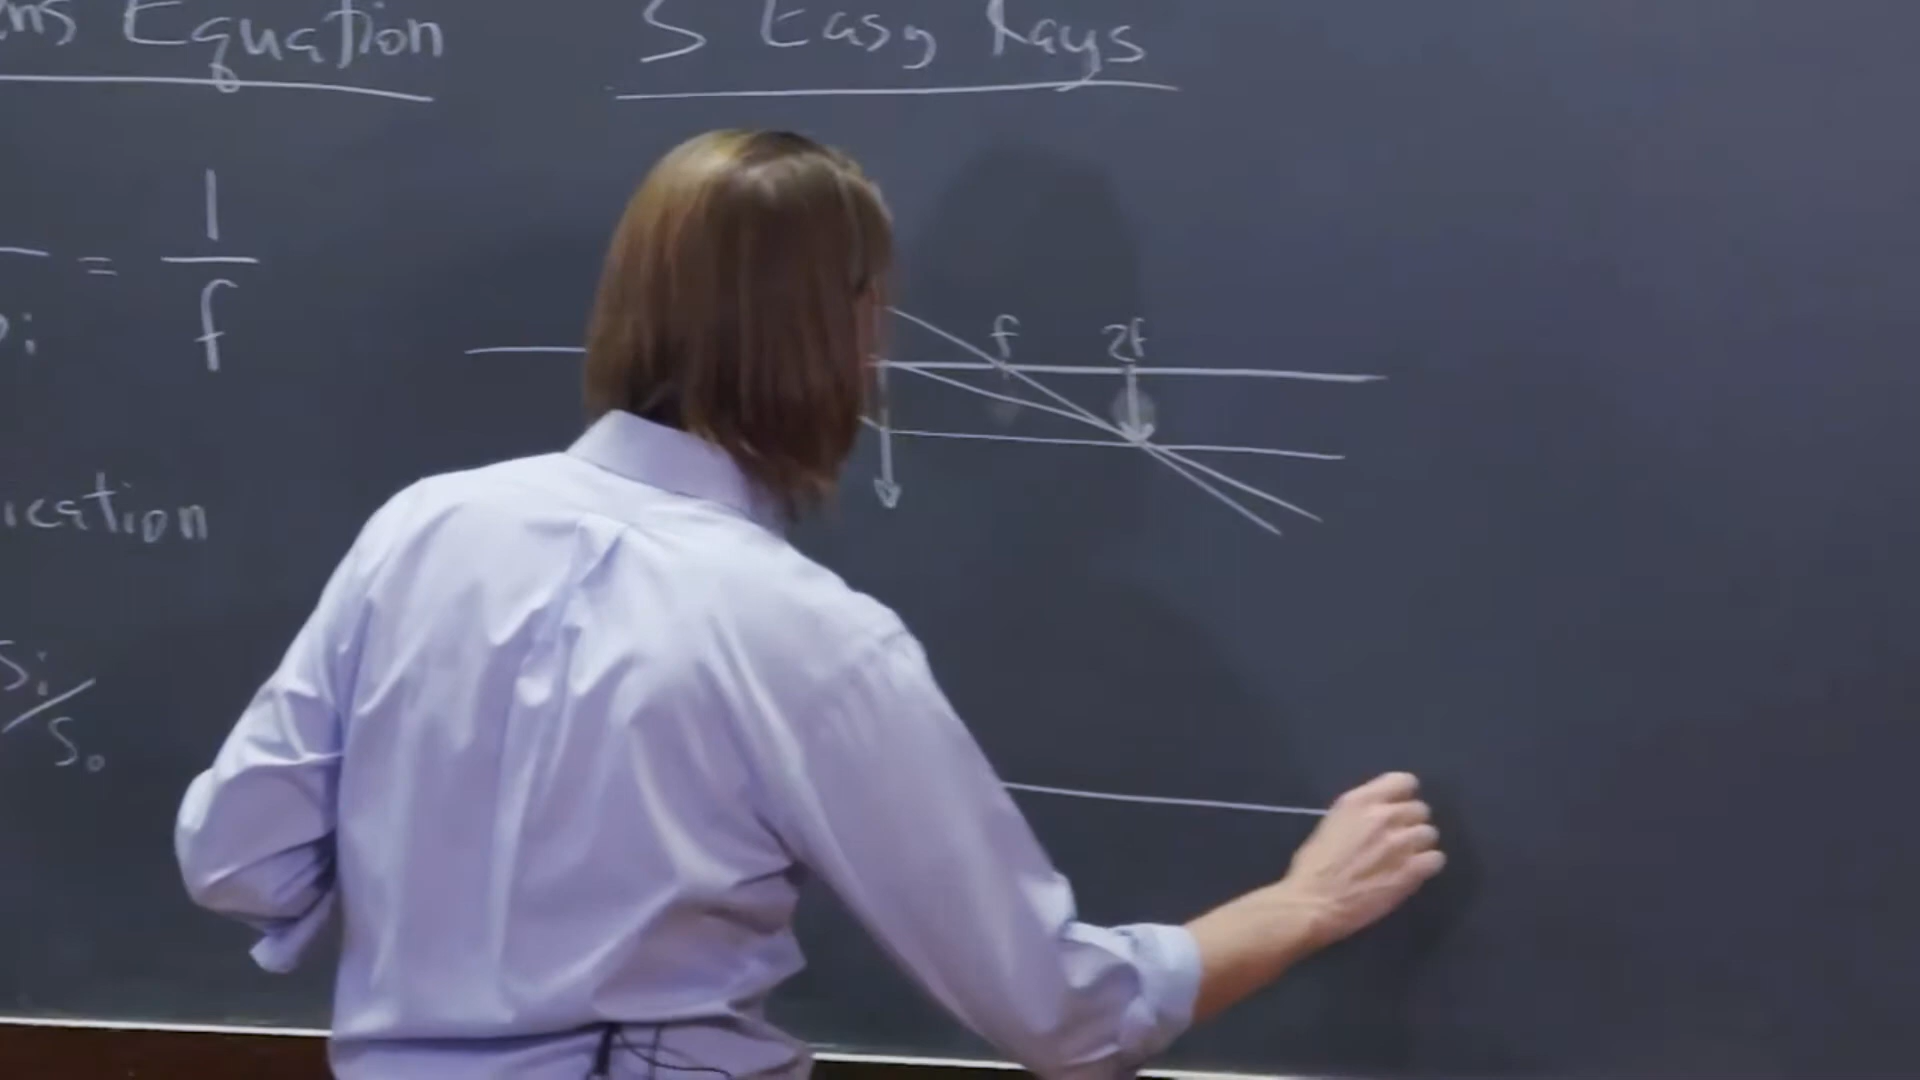 ns Equation
3 Easy Rays
= 1/f
i
f
2f
ication
Si/So